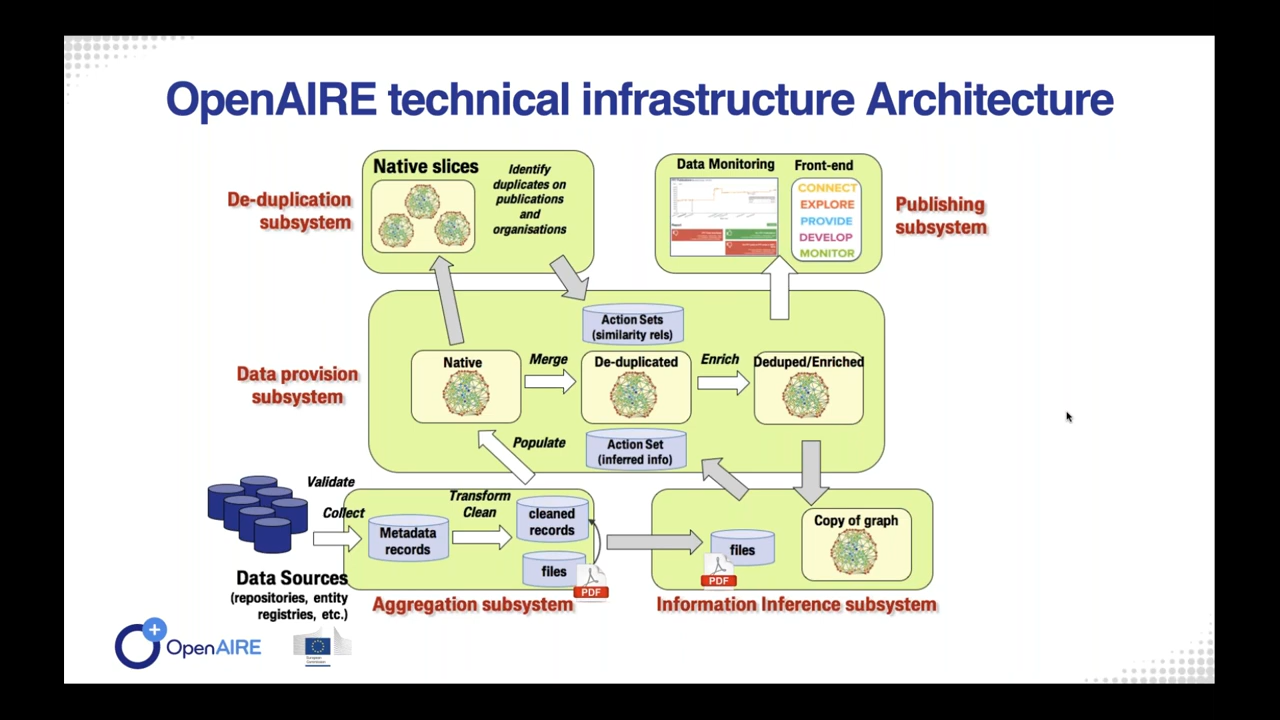 OpenAIRE technical infrastructure Architecture
De-duplication
subsystem
Native slices
Identify
duplicates on
publications
and
organisations
Data Monitoring
Front-end
CONNECT
EXPLORE
PROVIDE
DEVELOP
MONITOR
Publishing
subsystem
Data provision
subsystem
Action Sets
(similarity rels)
Native
Merge
De-duplicated
Enrich
Deduped/Enriched
Populate
Action Set
(inferred info)
Validate
Collect
Metadata
records
Transform
Clean
cleaned
records
files
PDF
files
PDF
Copy of graph
Data Sources
(repositories, entity
registries, etc.)
Aggregation subsystem
Information Inference subsystem
OpenAIRE
European
Commission